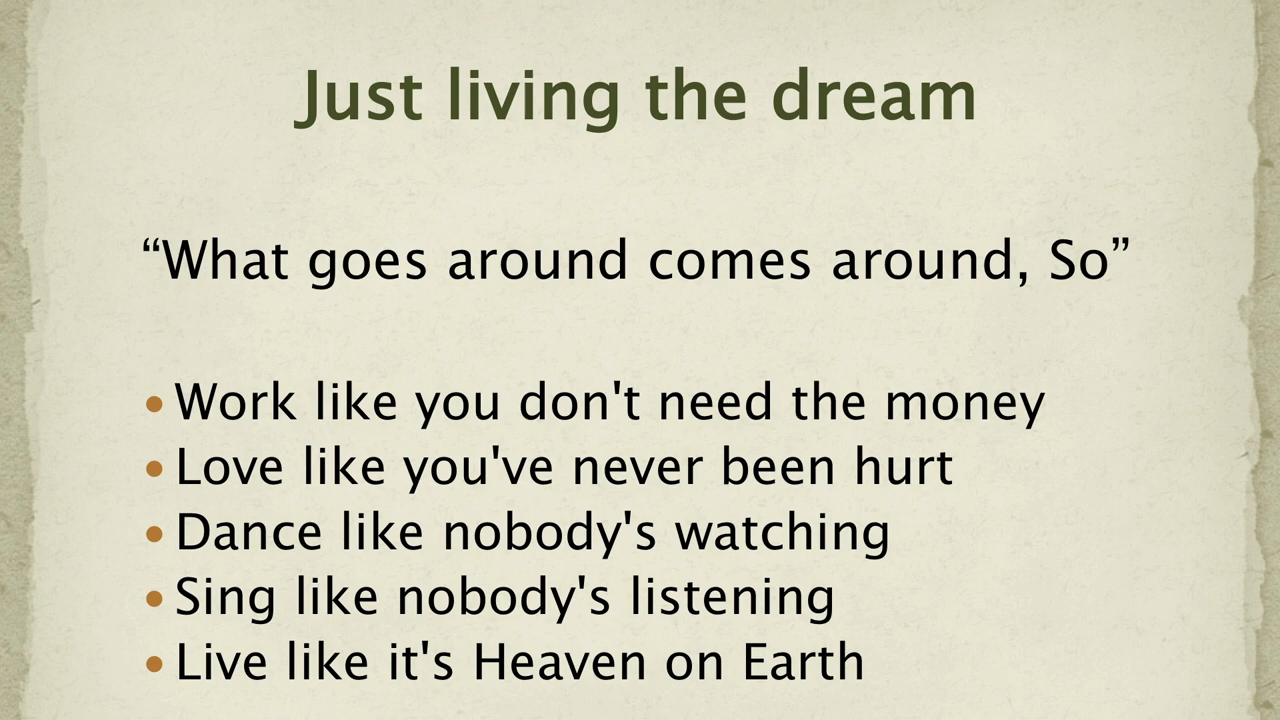 Just living the dream
“What goes around comes around, So”
• Work like you don't need the money
• Love like you've never been hurt
• Dance like nobody's watching
• Sing like nobody's listening
• Live like it's Heaven on Earth